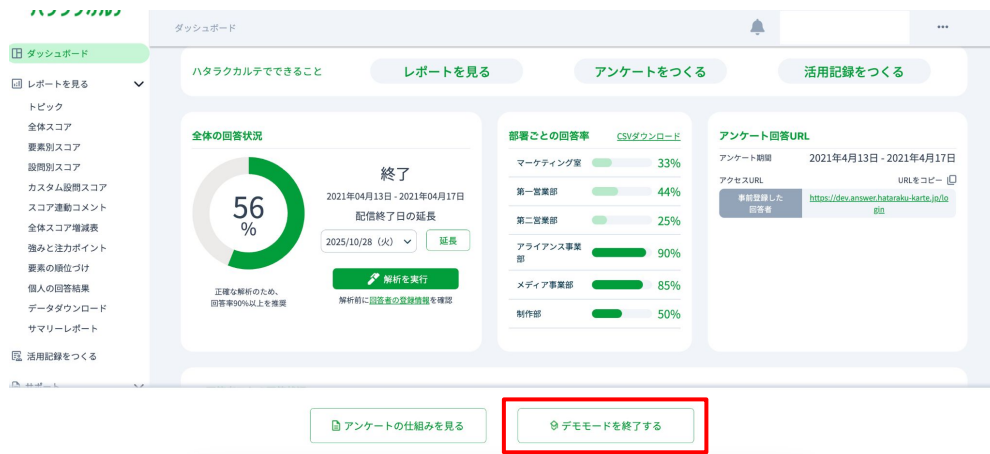 ハタラクカルテ
ダッシュボード
ダッシュボード
レポートを見る
トピック
全体スコア
要素別スコア
設問別スコア
カスタム設問スコア
スコア連動コメント
全体スコア増減表
強みと注力ポイント
要素の順位づけ
個人の回答結果
データダウンロード
サマリーレポート
活用記録をつくる
サポート
ハタラクカルテでできること
レポートを見る
アンケートをつくる
活用記録をつくる
全体の回答状況
56
%
正確な解析のため、
回答率90%以上を推奨
終了
2021年04月13日 - 2021年04月17日
配信終了日の延長
2025/10/28（火）
延長
解析を実行
解析前に回答者の登録情報を確認
部署ごとの回答率 CSVダウンロード
マーケティング室 33%
第一営業部 44%
第二営業部 25%
アライアンス事業
部
90%
メディア事業部 85%
制作部 50%
アンケート回答URL
アンケート期間 2021年4月13日 - 2021年4月17日
アクセスURL URLをコピー
事前登録した
回答者
https://dev.answer.hataraku-karte.jp/lo
gin
アンケートの仕組みを見る
デモモードを終了する